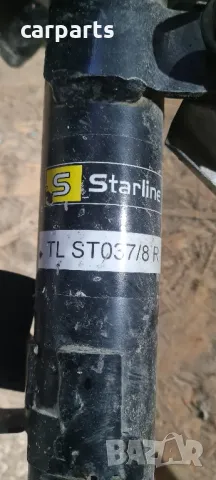 carparts
S Starline
TL ST037/8 R
BAZAR